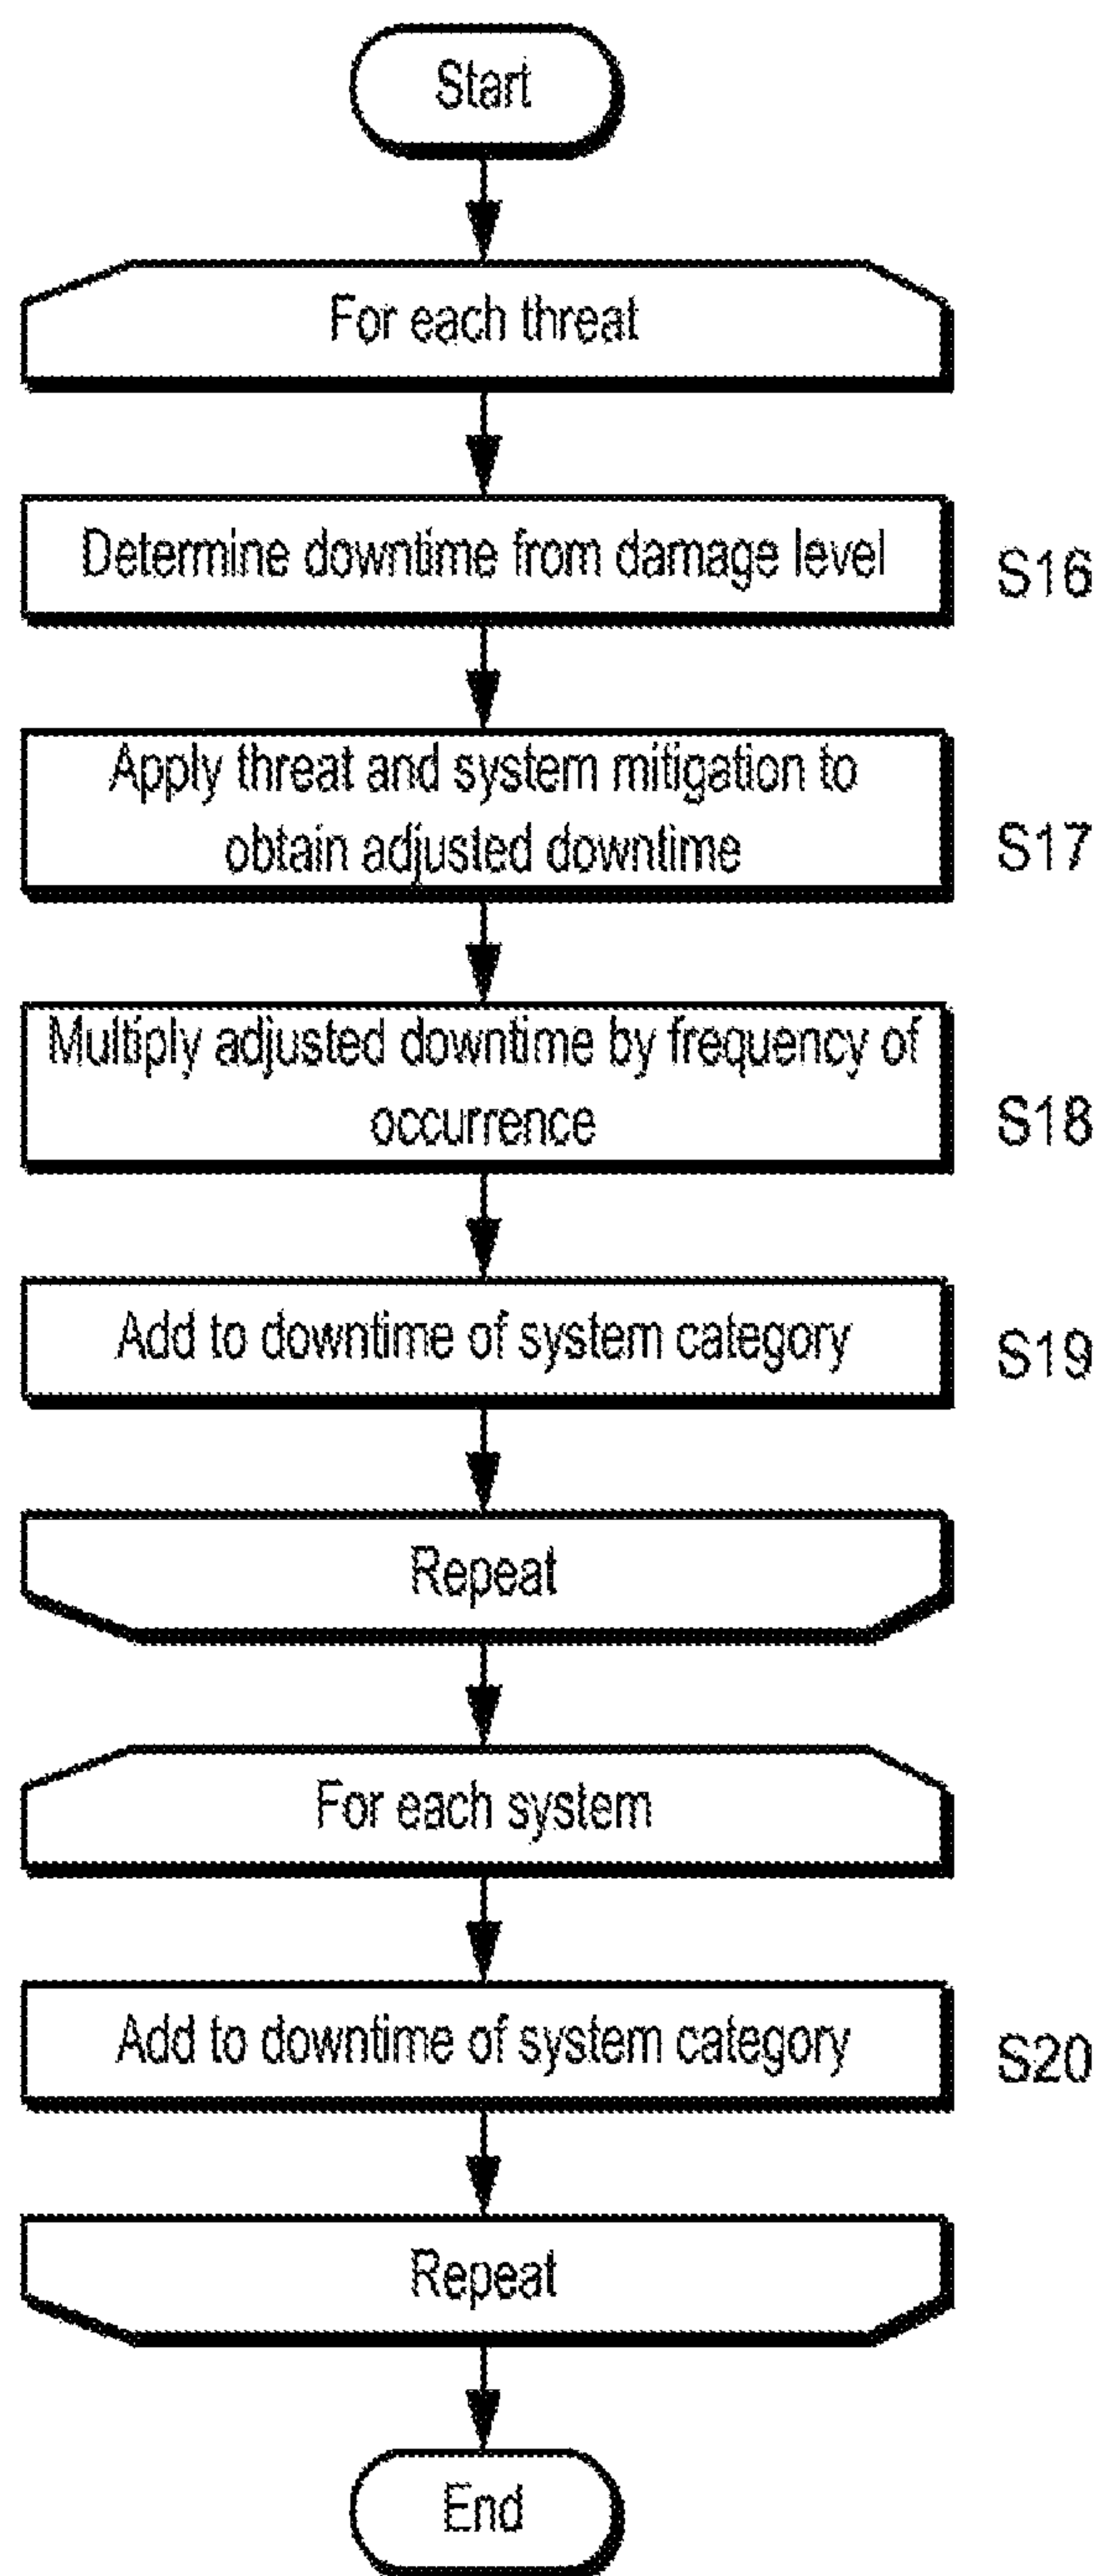 Start
For each threat
Determine downtime from damage level
S16
Apply threat and system mitigation to
obtain adjusted downtime
S17
Multiply adjusted downtime by frequency of
occurrence
S18
Add to downtime of system category
S19
Repeat
For each system
Add to downtime of system category
S20
Repeat
End